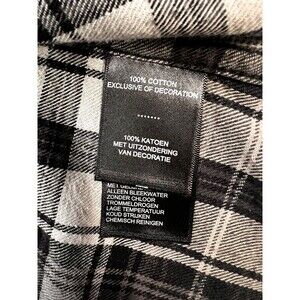 100% COTTON
EXCLUSIVE OF DECORATION
.......
100% KATOEN
MET UITZONDERING
VAN DECORATIE
ALLEEN BLEEKWATER
ZONDER CHLOOR
TROMMELDROGEN
LAGE TEMPERATUUR
KOUD STRIJKEN
CHEMISCH REINIGEN